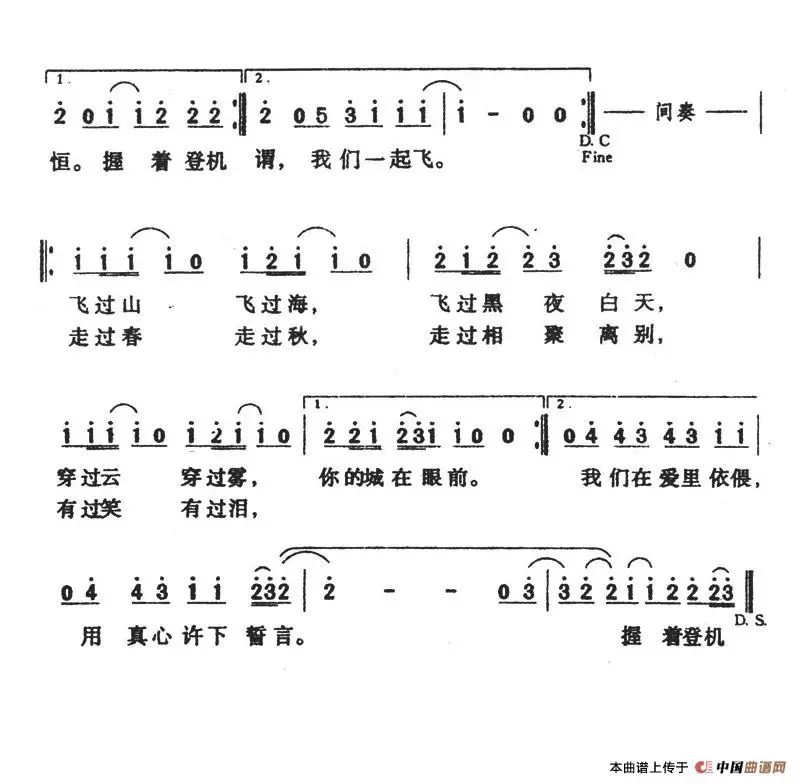 1. 2.
2 0 1 1 2 2 2 2 0 5 3 1 1 1 1 - 0 0 — 间奏 —
D. C
恒。握 着 登机 谓，我 们 一 起 飞。 Fine
1 1 1 1 0 1 2 1 1 0 2 1 2 2 3 2 3 2 0
飞过山 飞过海， 飞过黑 夜 白 天，
走过春 走过秋， 走过相 聚 离 别，
1. 2.
1 1 1 1 0 1 2 1 1 0 2 2 1 2 3 1 1 0 0 0 4 4 3 4 3 1 1
穿过云 穿过雾， 你的城 在 眼 前。 我 们 在 爱 里 依 偎，
有过笑 有过泪，
0 4 4 3 1 1 2 3 2 2 - - 0 3 3 2 2 1 1 2 2 2 3
D. S.
用 真 心 许 下 誓 言。 握 着登机
本曲谱上传于 中国曲谱网